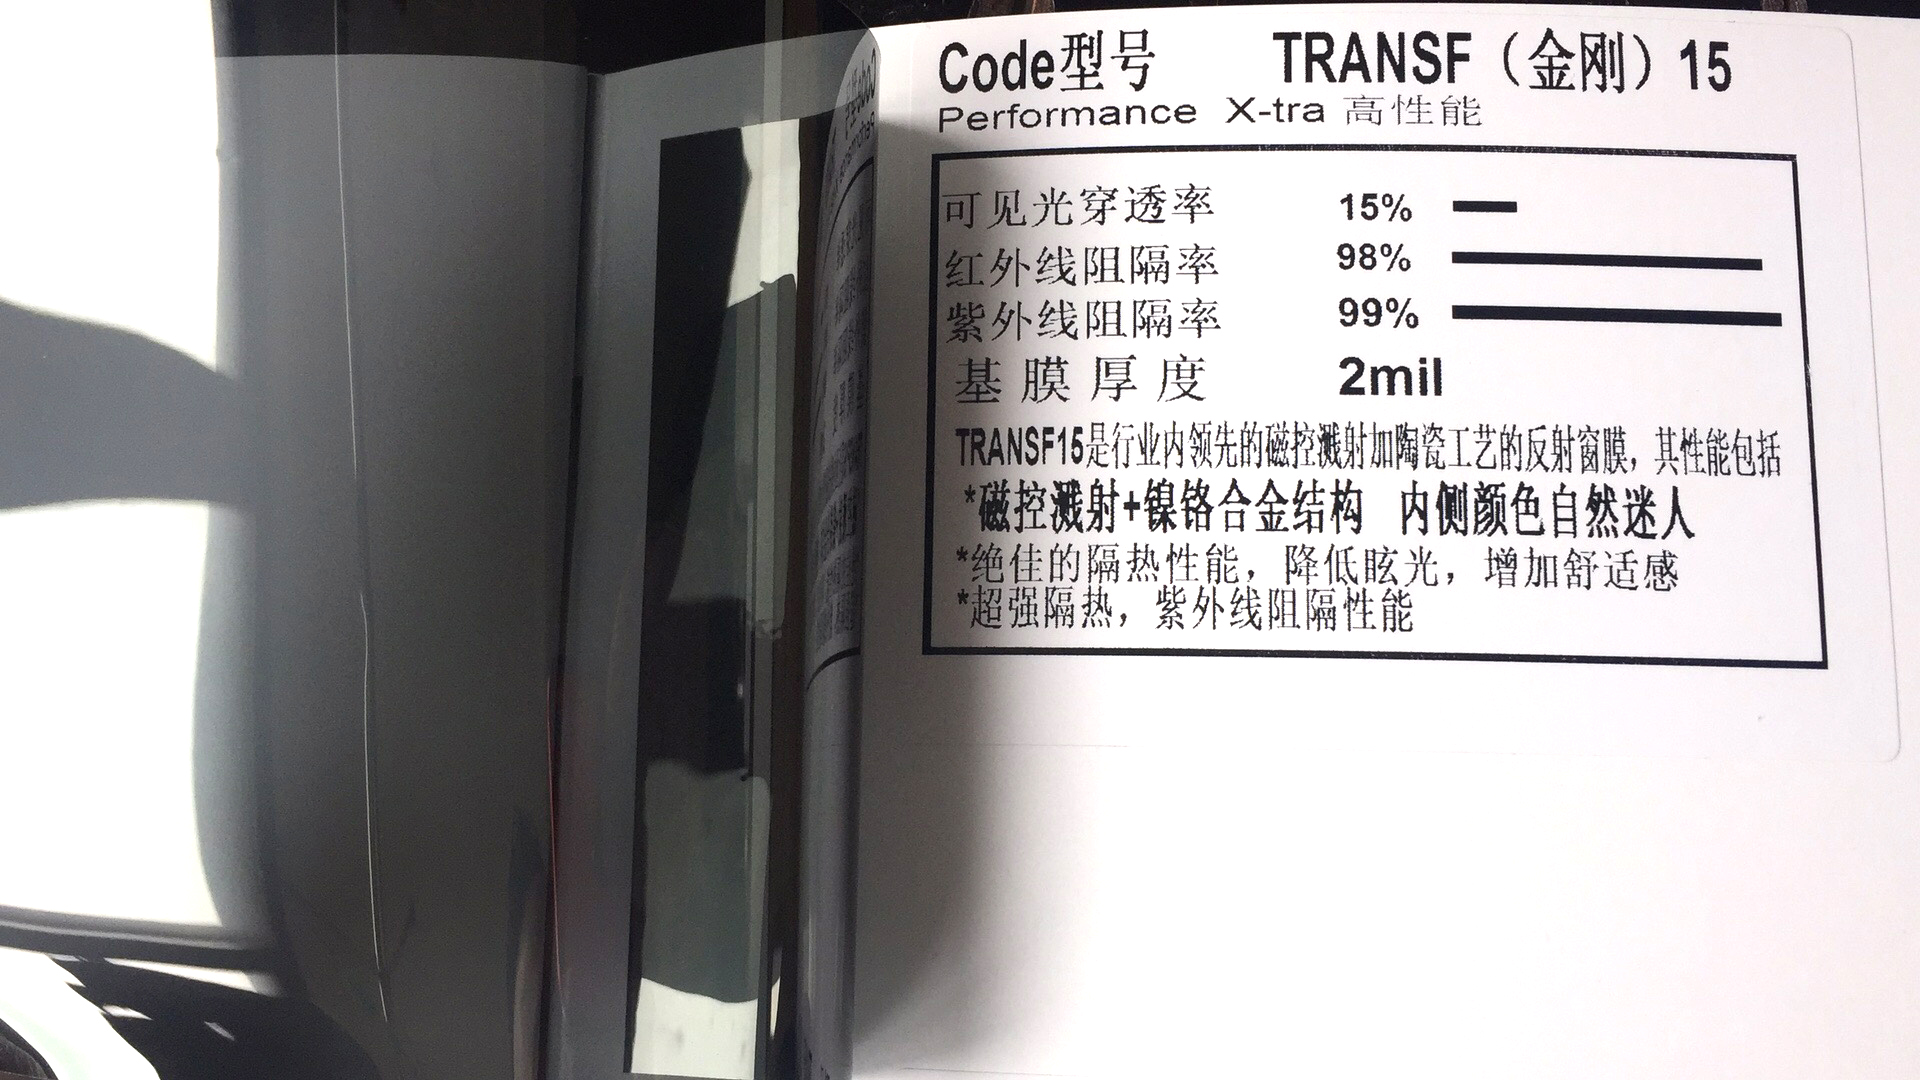 Code型号 TRANSF（金刚）15
Performance X-tra 高性能
可见光穿透率 15%
红外线阻隔率 98%
紫外线阻隔率 99%
基膜厚度 2mil
TRANSF15是行业内领先的磁控溅射加陶瓷工艺的反射窗膜，其性能包括
*磁控溅射+镍铬合金结构 内侧颜色自然迷人
*绝佳的隔热性能，降低眩光，增加舒适感
*超强隔热，紫外线阻隔性能